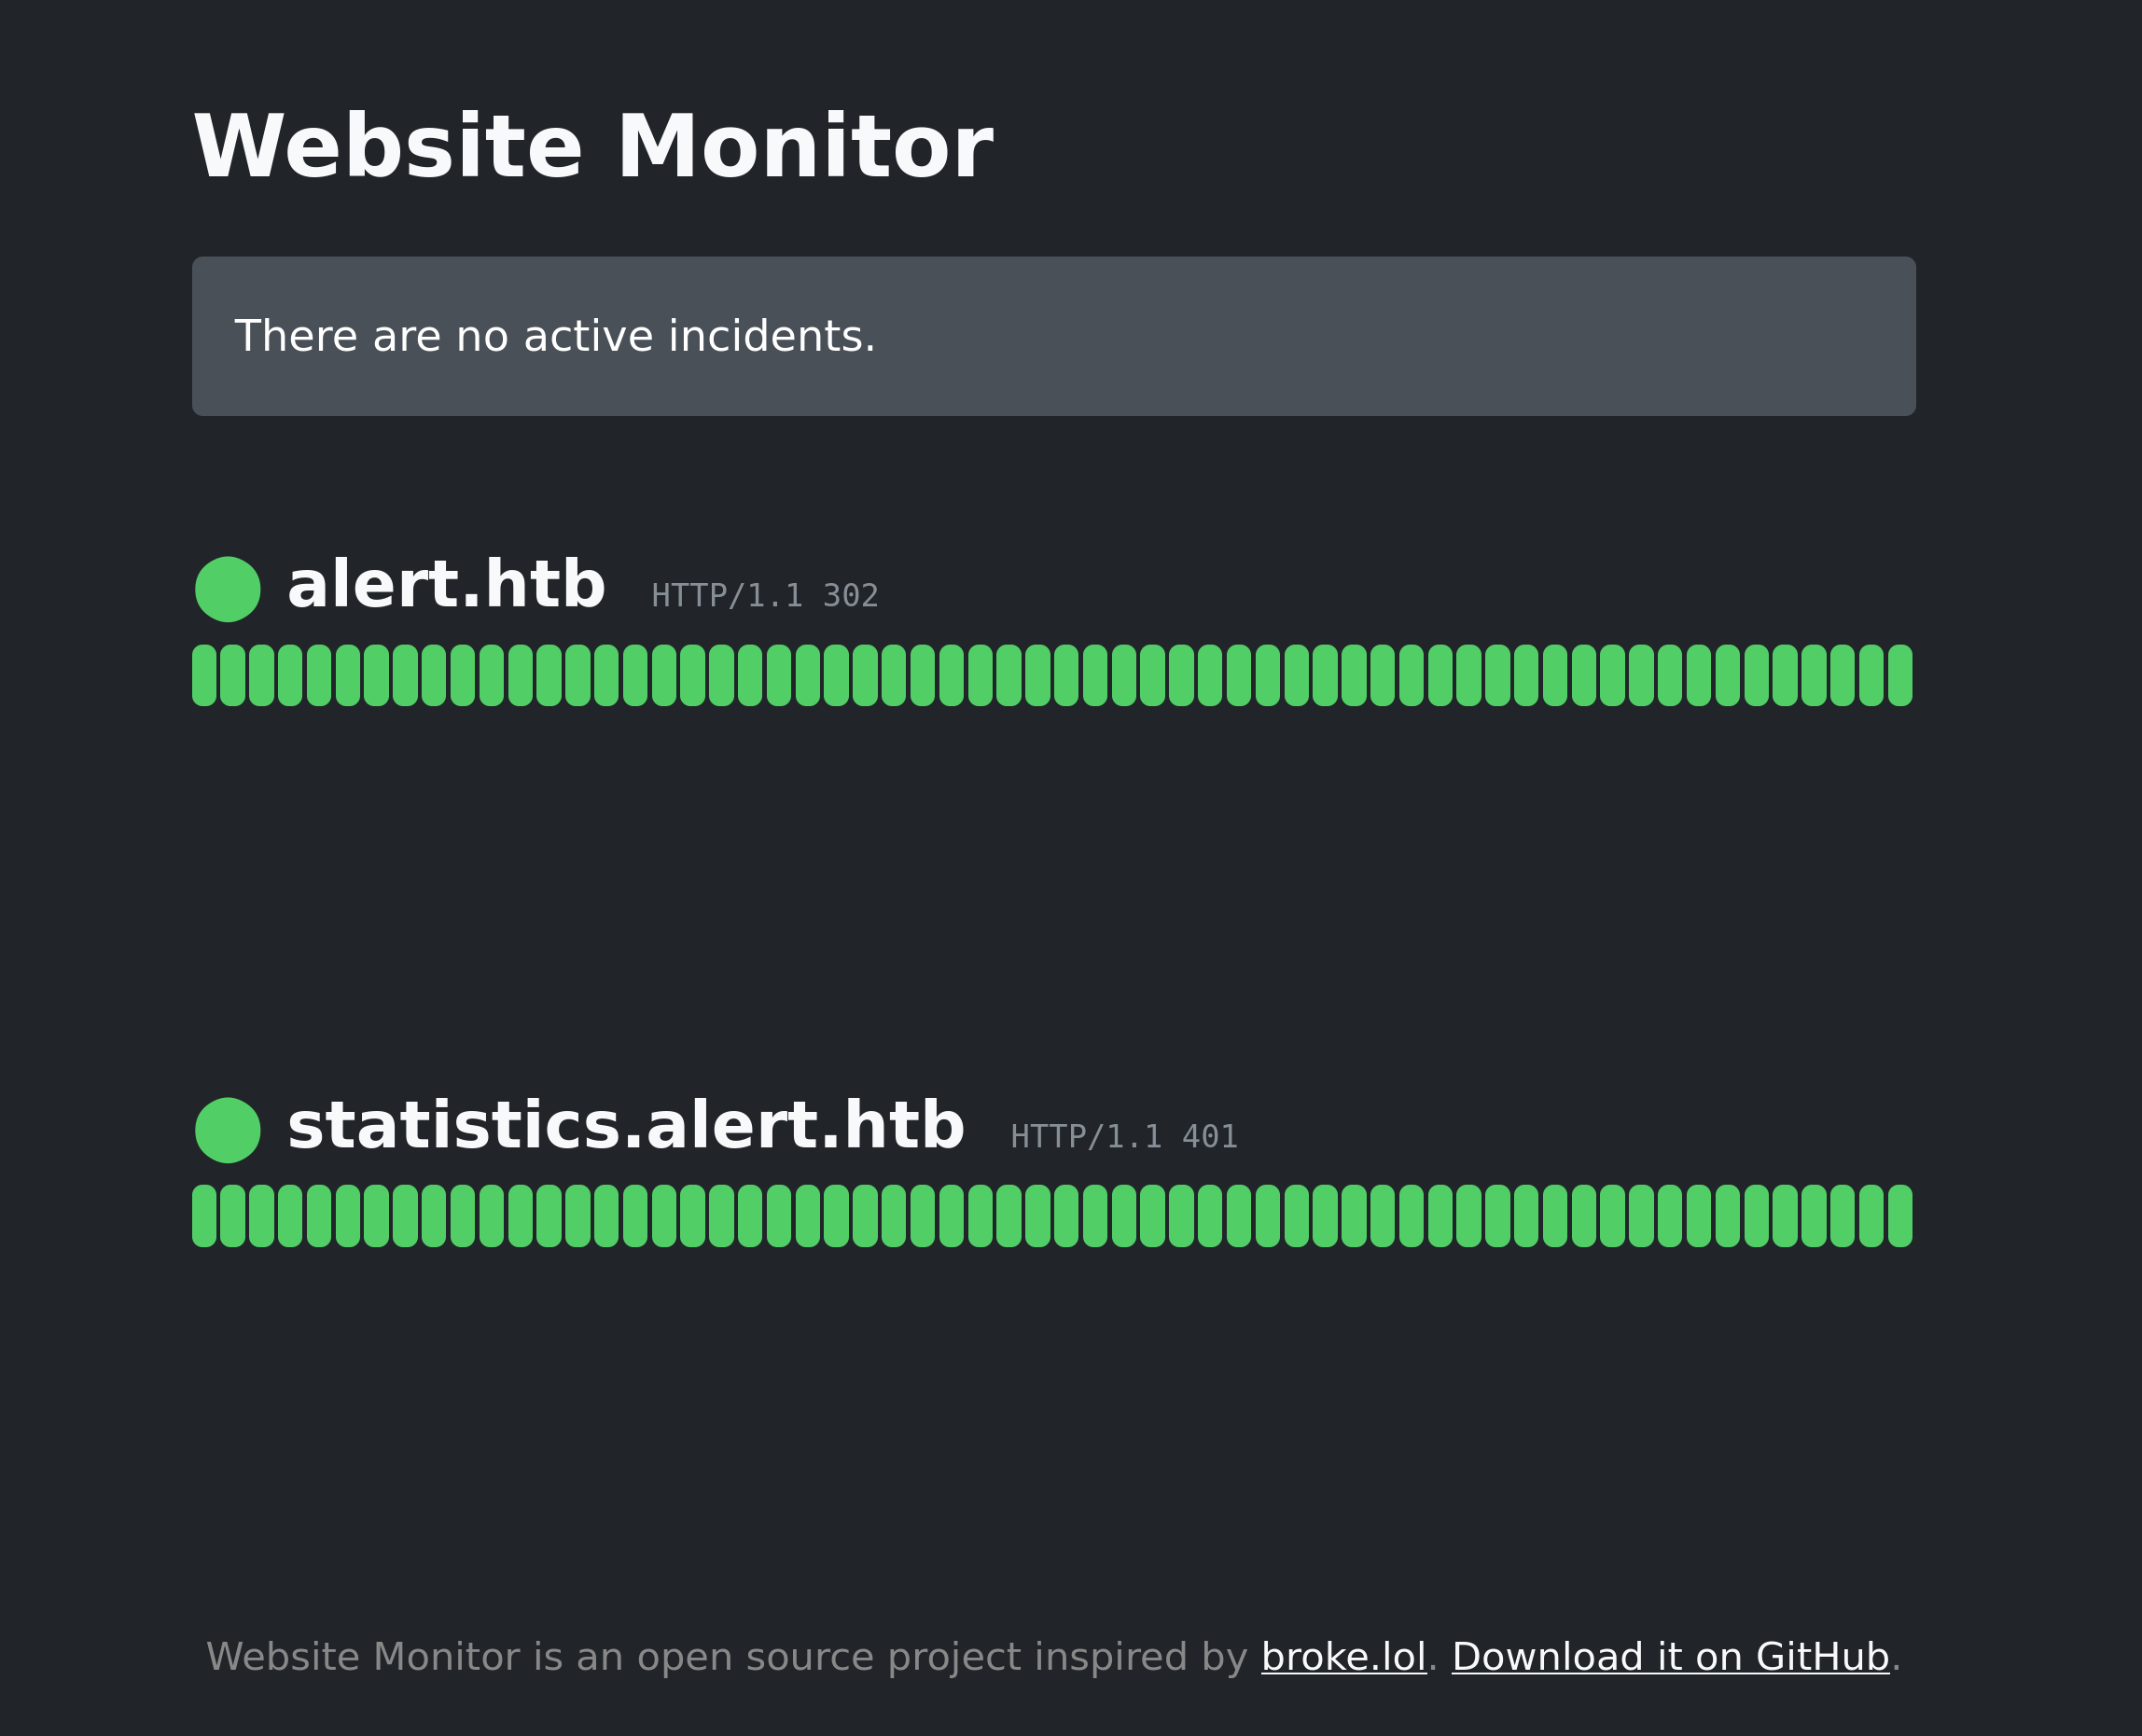 Website Monitor
There are no active incidents.
alert.htb HTTP/1.1 302
statistics.alert.htb HTTP/1.1 401
Website Monitor is an open source project inspired by broke.lol. Download it on GitHub.